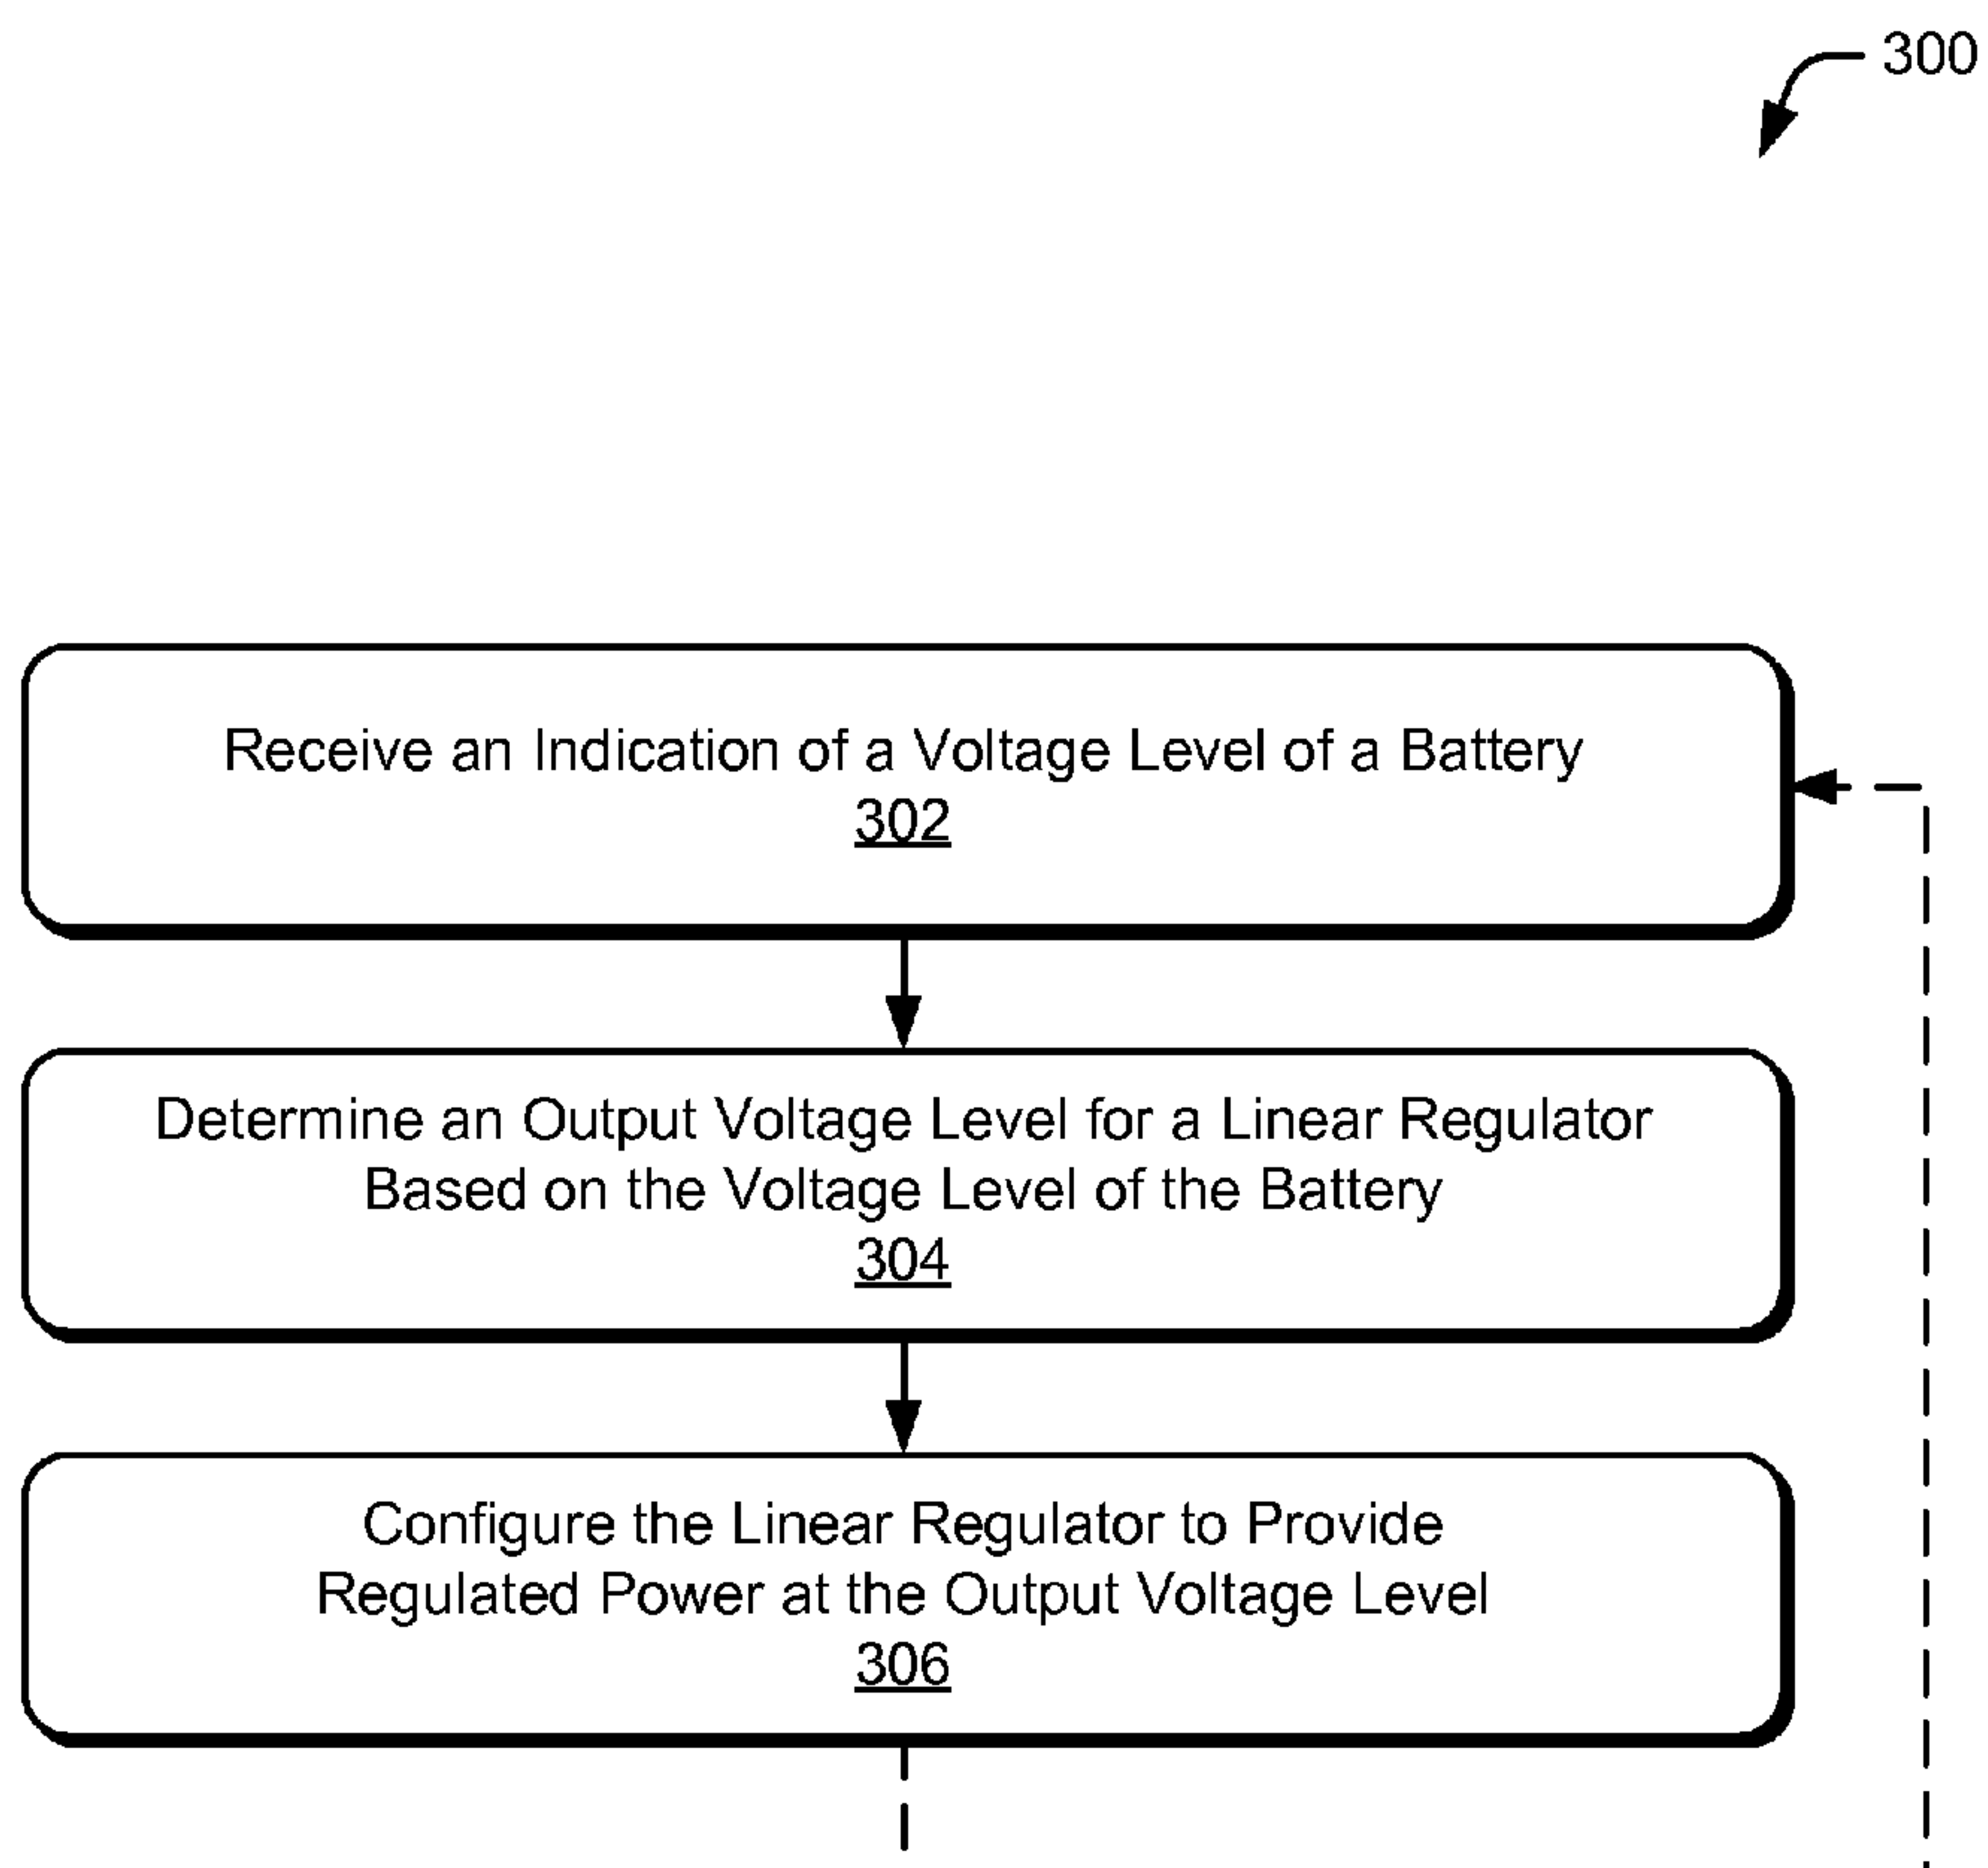 300
Receive an Indication of a Voltage Level of a Battery
302
Determine an Output Voltage Level for a Linear Regulator
Based on the Voltage Level of the Battery
304
Configure the Linear Regulator to Provide
Regulated Power at the Output Voltage Level
306